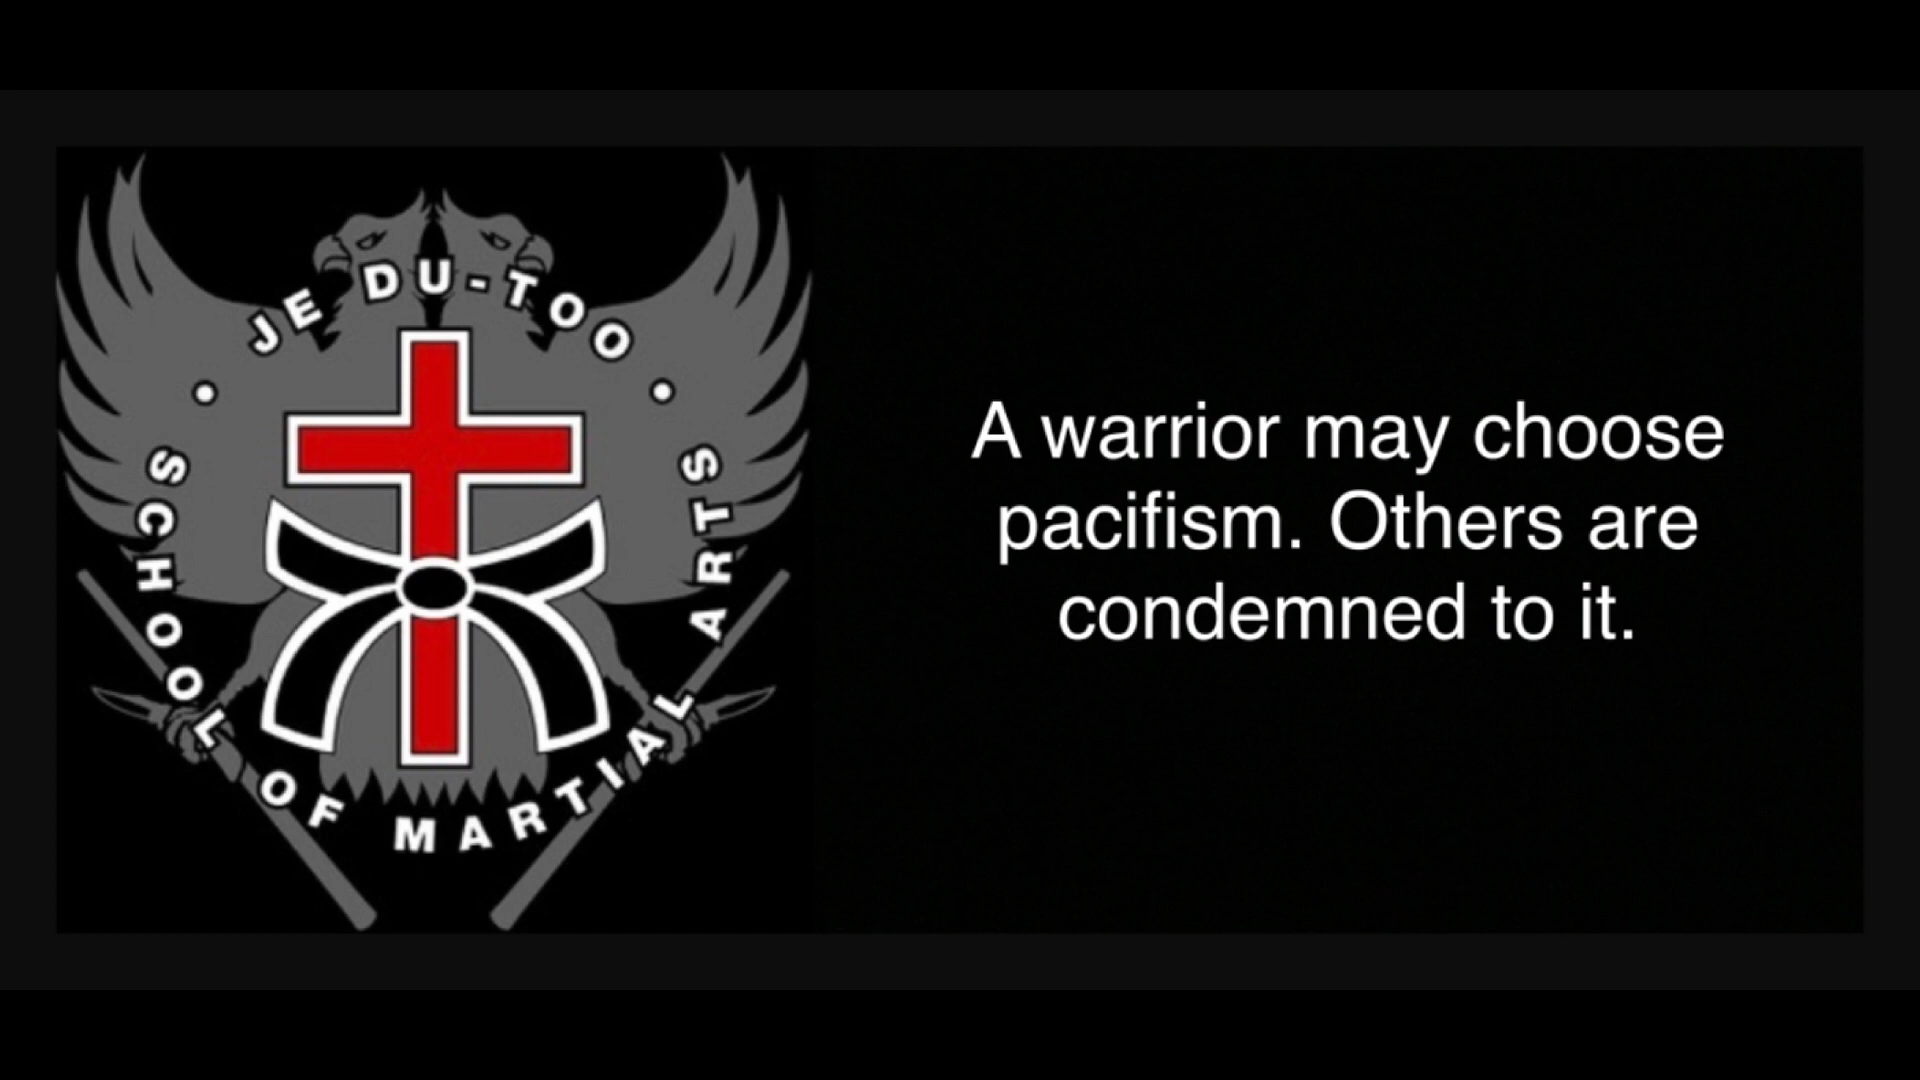 JE DU-TOO
SCHOOL OF MARTIAL ARTS
A warrior may choose
pacifism. Others are
condemned to it.